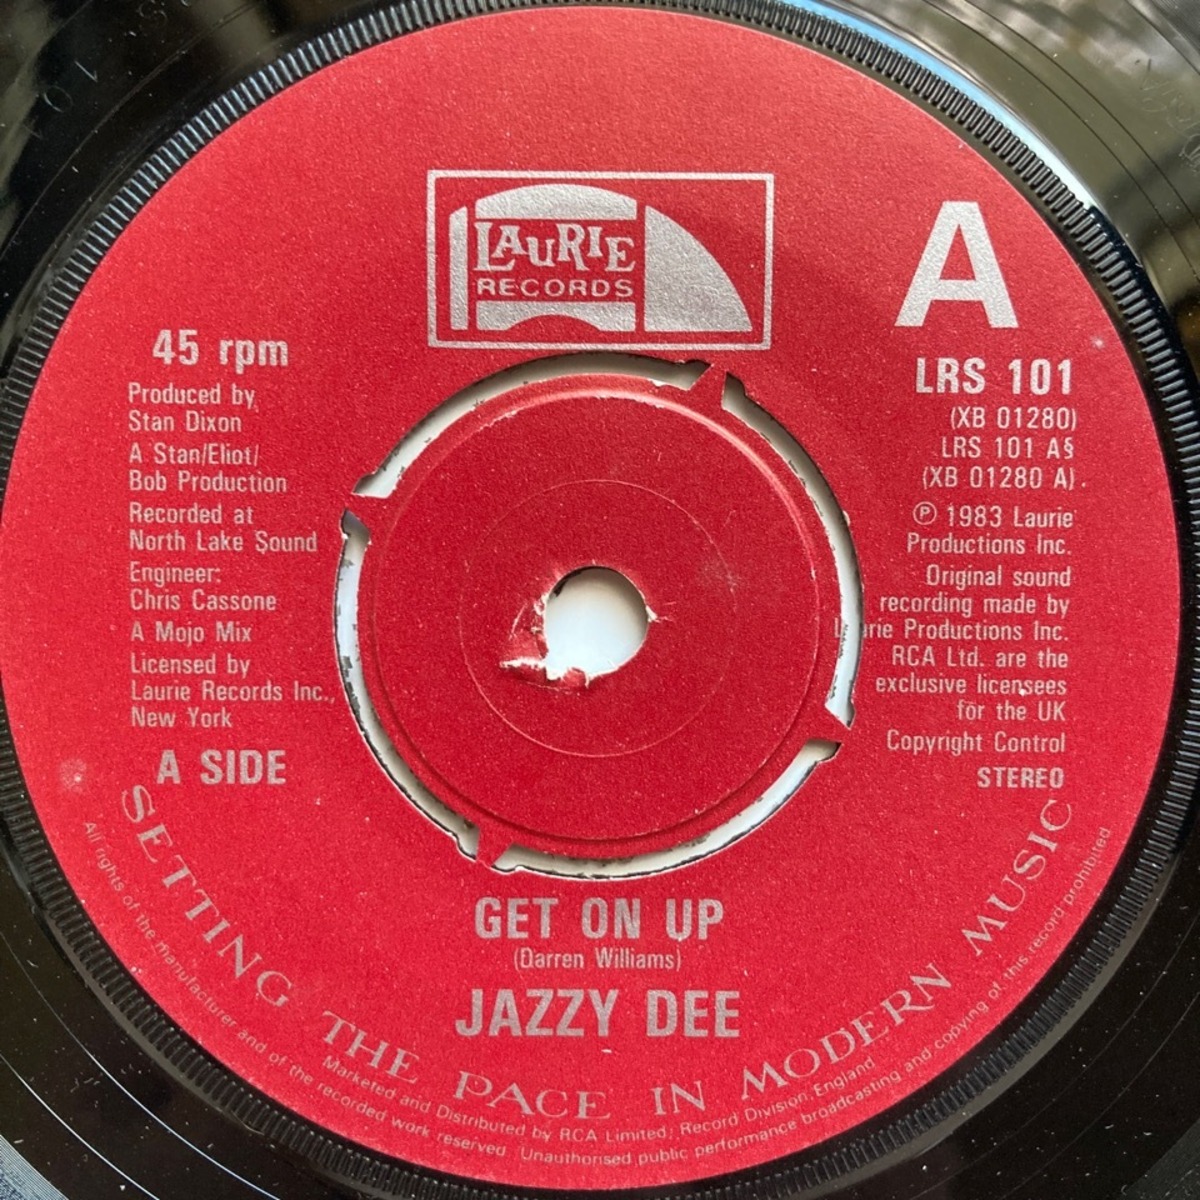 LAURIE
RECORDS
A
45 rpm
Produced by
Stan Dixon
A Stan/Eliot/
Bob Production
Recorded at
North Lake Sound
Engineer:
Chris Cassone
A Mojo Mix
Licensed by
Laurie Records Inc.,
New York
A SIDE
LRS 101
(XB 01280)
LRS 101 A§
(XB 01280 A)
℗ 1983 Laurie
Productions Inc.
Original sound
recording made by
Laurie Productions Inc.
RCA Ltd. are the
exclusive licensees
for the UK
Copyright Control
STEREO
GET ON UP
(Darren Williams)
JAZZY DEE
SETTING THE PACE IN MODERN MUSIC
Marketed and Distributed by RCA Limited, Record Division, England
All rights of the manufacturer and of the recorded work reserved. Unauthorised public performance broadcasting and copying of this record prohibited